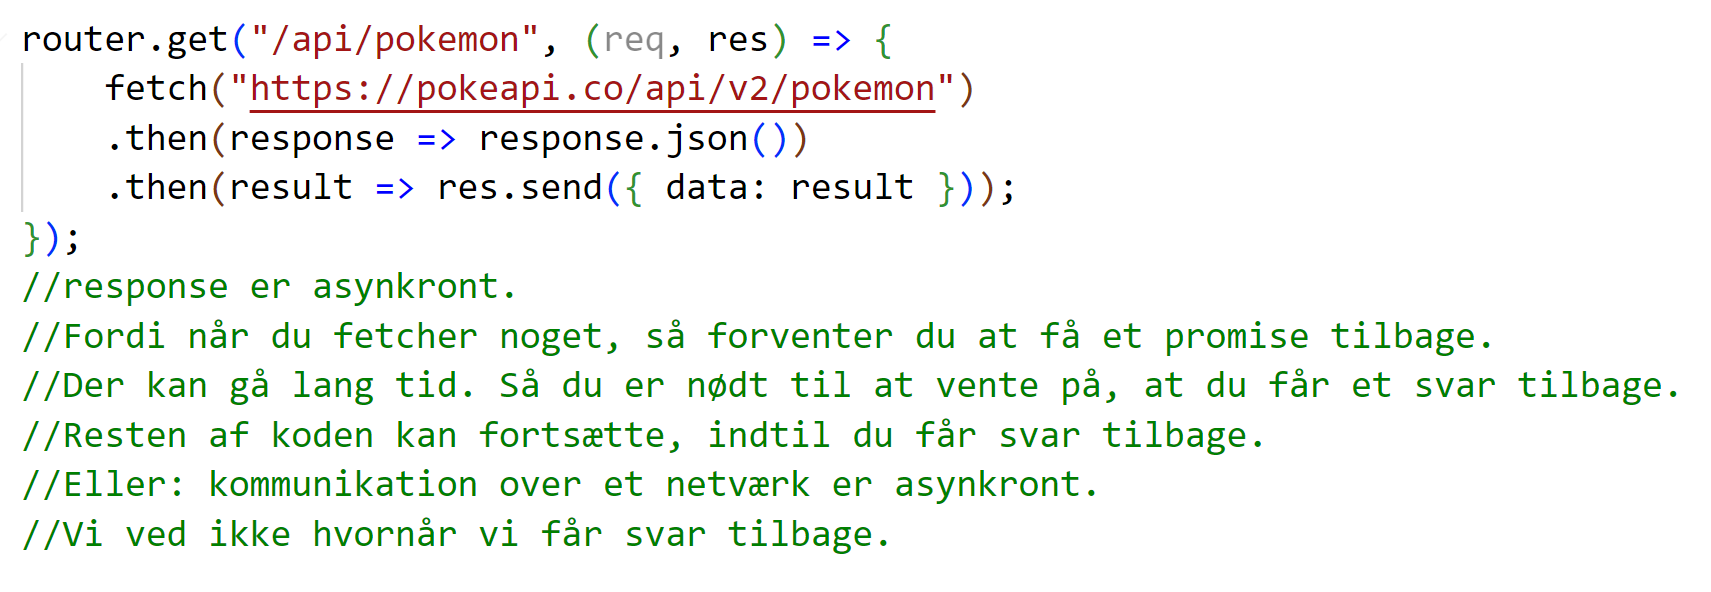 router.get("/api/pokemon", (req, res) => {
    fetch("https://pokeapi.co/api/v2/pokemon")
    .then(response => response.json())
    .then(result => res.send({ data: result }));
});
//response er asynkront.
//Fordi når du fetcher noget, så forventer du at få et promise tilbage.
//Der kan gå lang tid. Så du er nødt til at vente på, at du får et svar tilbage.
//Resten af koden kan fortsætte, indtil du får svar tilbage.
//Eller: kommunikation over et netværk er asynkront.
//Vi ved ikke hvornår vi får svar tilbage.